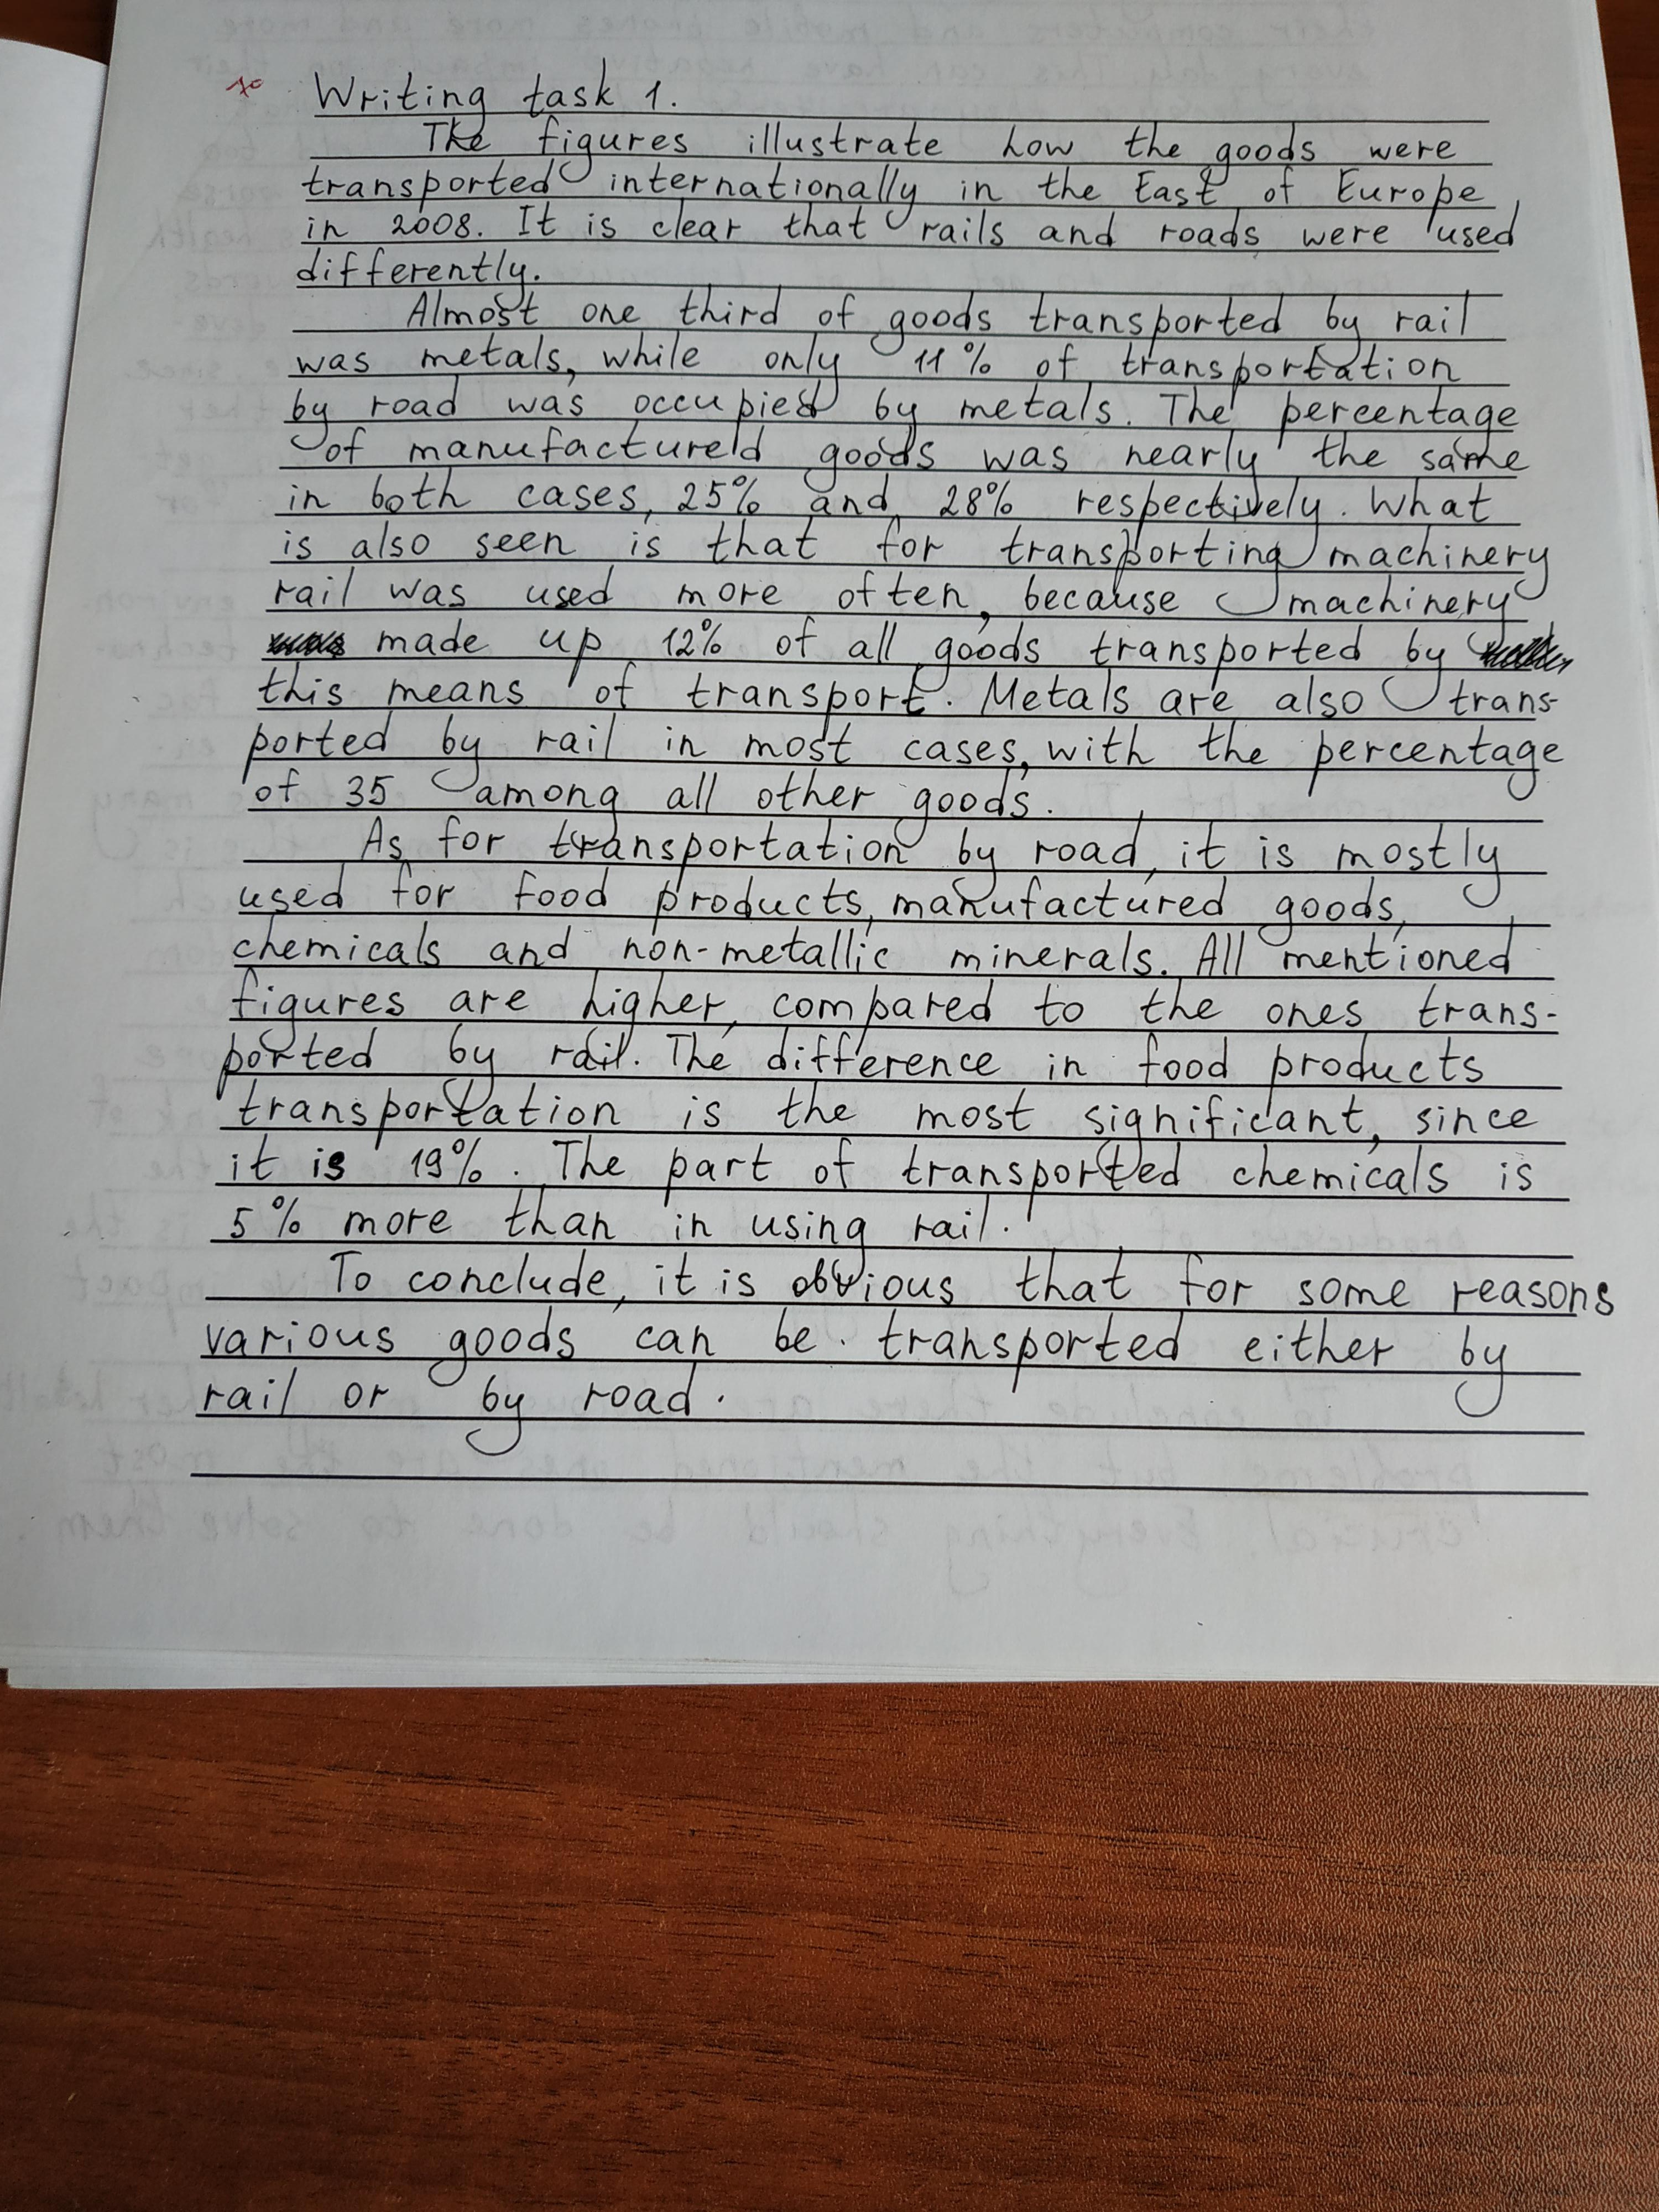 Writing task 1.
The figures illustrate how the goods were
transported internationally in the East of Europe
in 2008. It is clear that rails and roads were used
differently.
Almost one third of goods transported by rail
was metals, while only 11% of transportation
by road was occupied by metals. The percentage
of manufactured goods was nearly the same
in both cases, 25% and 28% respectively. What
is also seen is that for transporting machinery
rail was used more often, because machinery
made up 12% of all goods transported by
this means of transport. Metals are also trans-
ported by rail in most cases, with the percentage
of 35 among all other goods.
As for transportation by road, it is mostly
used for food products, manufactured goods,
chemicals and non-metallic minerals. All mentioned
figures are higher, compared to the ones trans-
ported by rail. The difference in food products
transportation is the most significant, since
it is 19%. The part of transported chemicals is
5% more than in using rail.
To conclude, it is obvious that for some reasons
various goods can be transported either by
rail or by road.